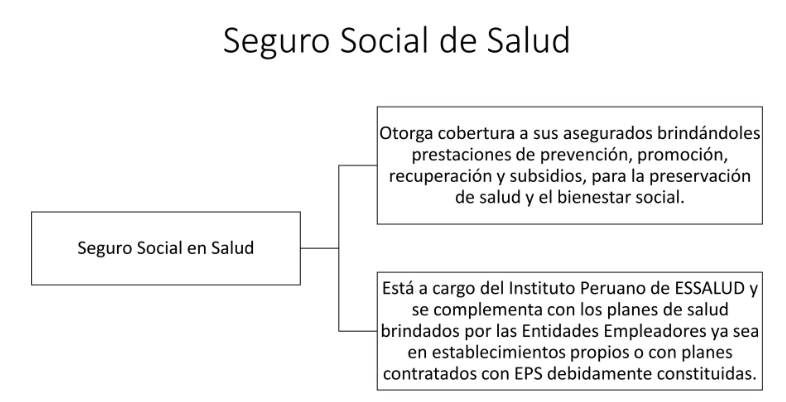 Seguro Social de Salud
Otorga cobertura a sus asegurados brindándoles
prestaciones de prevención, promoción,
recuperación y subsidios, para la preservación
de salud y el bienestar social.
Seguro Social en Salud
Está a cargo del Instituto Peruano de ESSALUD y
se complementa con los planes de salud
brindados por las Entidades Empleadores ya sea
en establecimientos propios o con planes
contratados con EPS debidamente constituidas.